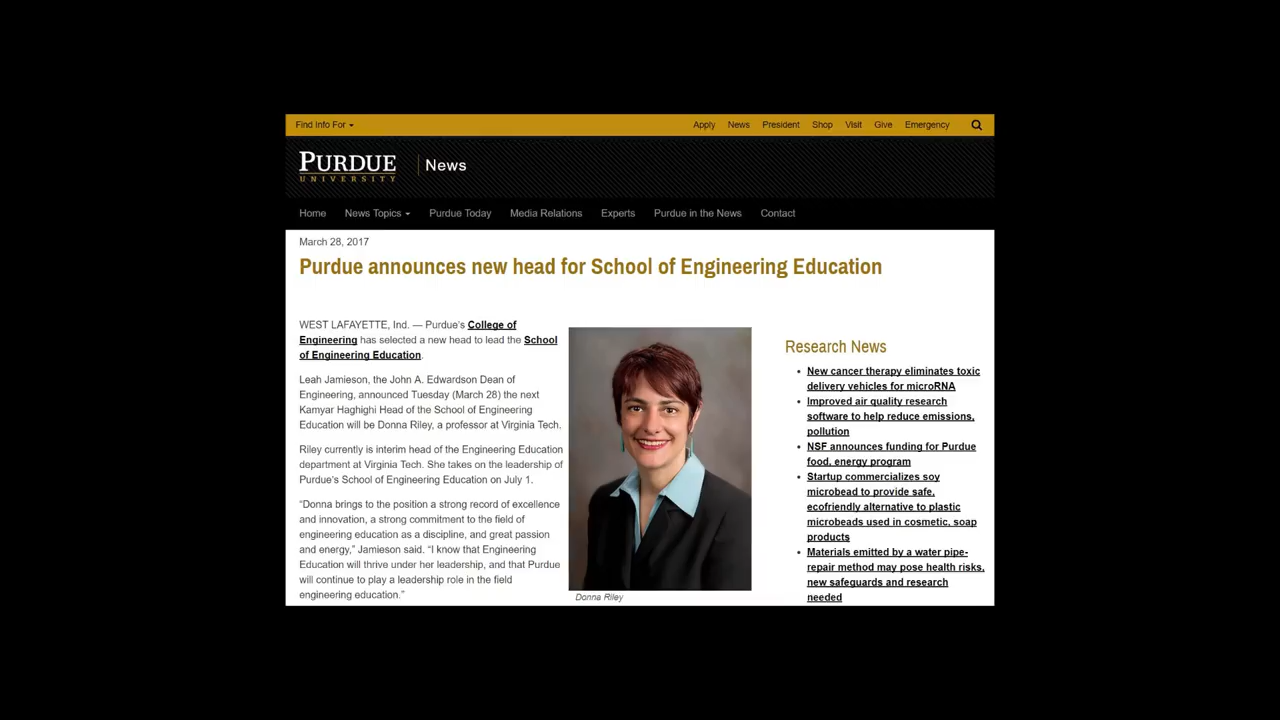 Find Info For
Apply News President Shop Visit Give Emergency
PURDUE
UNIVERSITY
News
Home News Topics Purdue Today Media Relations Experts Purdue in the News Contact
March 28, 2017
Purdue announces new head for School of Engineering Education
WEST LAFAYETTE, Ind. — Purdue's College of
Engineering has selected a new head to lead the School
of Engineering Education.
Leah Jamieson, the John A. Edwardson Dean of
Engineering, announced Tuesday (March 28) the next
Kamyar Haghighi Head of the School of Engineering
Education will be Donna Riley, a professor at Virginia Tech.
Riley currently is interim head of the Engineering Education
department at Virginia Tech. She takes on the leadership of
Purdue's School of Engineering Education on July 1.
“Donna brings to the position a strong record of excellence
and innovation, a strong commitment to the field of
engineering education as a discipline, and great passion
and energy,” Jamieson said. “I know that Engineering
Education will thrive under her leadership, and that Purdue
will continue to play a leadership role in the field
engineering education.”
Donna Riley
Research News
New cancer therapy eliminates toxic
delivery vehicles for microRNA
Improved air quality research
software to help reduce emissions,
pollution
NSF announces funding for Purdue
food, energy program
Startup commercializes soy
microbead to provide safe,
ecofriendly alternative to plastic
microbeads used in cosmetic, soap
products
Materials emitted by a water pipe-
repair method may pose health risks,
new safeguards and research
needed